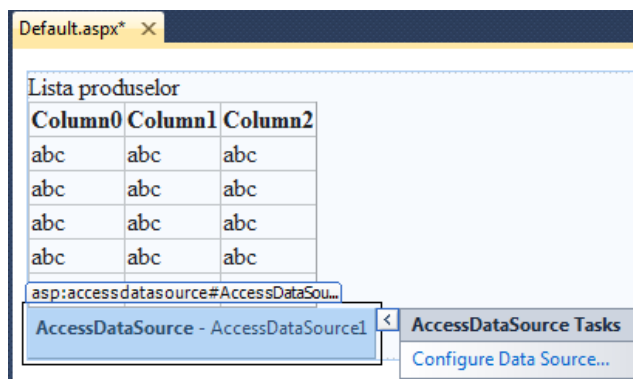 Default.aspx* ×
Lista produselor
Column0 Column1 Column2
abc abc abc
abc abc abc
abc abc abc
abc abc abc
asp:accessdatasource#AccessDataSou...
AccessDataSource - AccessDataSource1 < AccessDataSource Tasks
Configure Data Source...